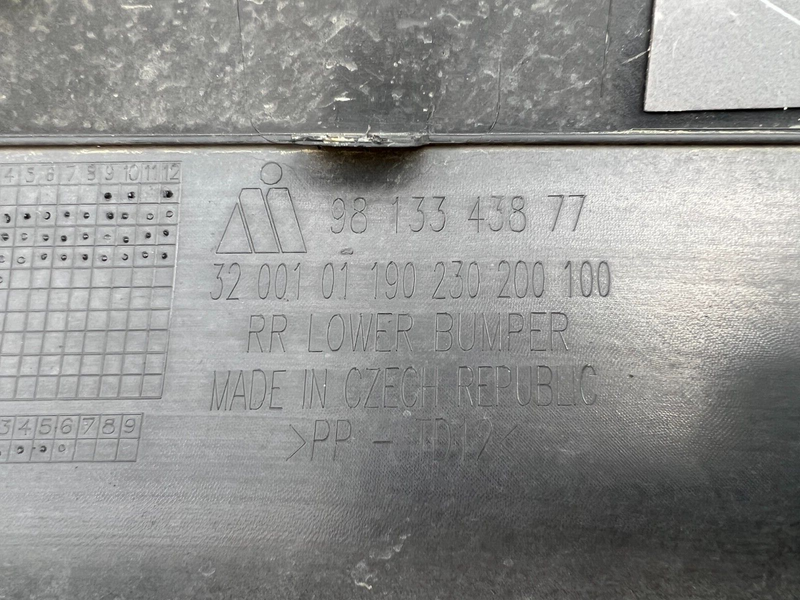 4 5 6 7 8 9 10 11 12
98 133 438 77
32 001 01 190 230 200 100
RR LOWER BUMPER
MADE IN CZECH REPUBLIC
>PP -
3 4 5 6 7 8 9